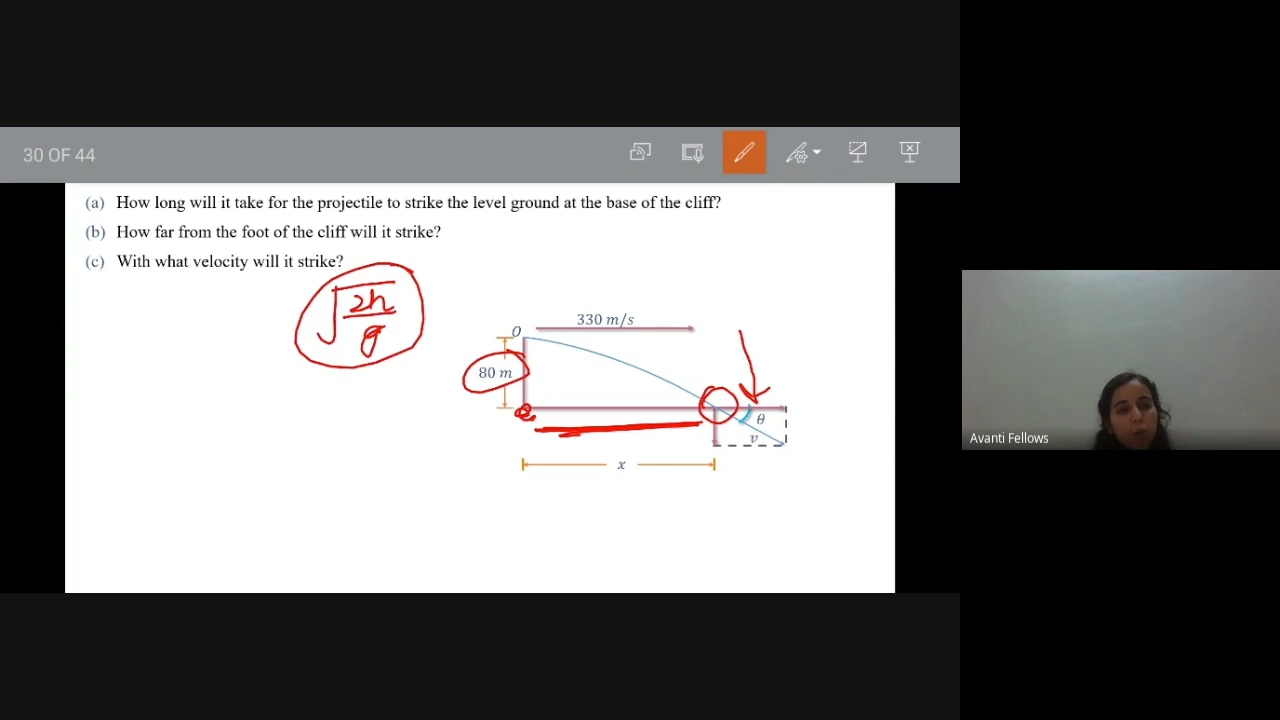 30 OF 44
(a) How long will it take for the projectile to strike the level ground at the base of the cliff?
(b) How far from the foot of the cliff will it strike?
(c) With what velocity will it strike?
√2h/g
330 m/s
O
80 m
θ
v
x
Avanti Fellows